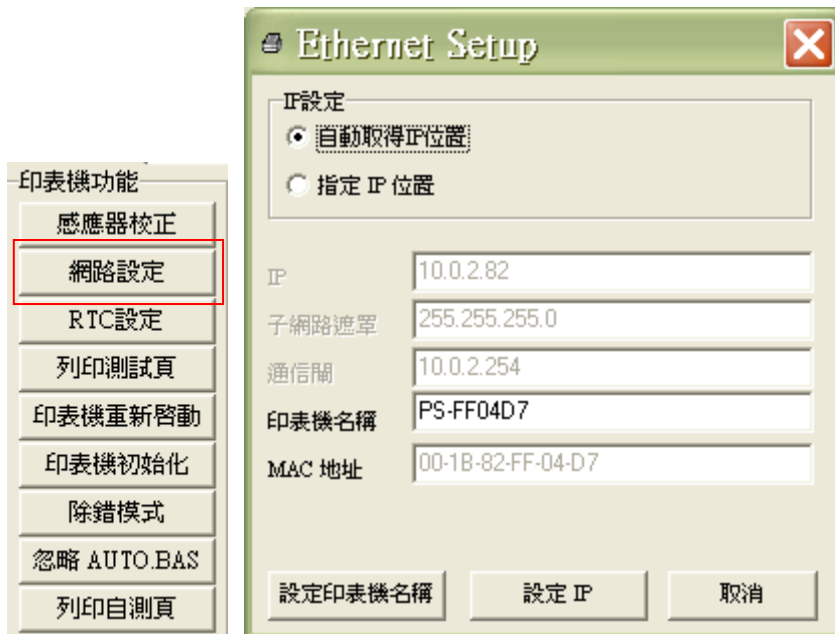 印表機功能
感應器校正
網路設定
RTC設定
列印測試頁
印表機重新啓動
印表機初始化
除錯模式
忽略 AUTO.BAS
列印自測頁
Ethernet Setup
IP設定
自動取得IP位置
指定 IP 位置
IP 10.0.2.82
子網路遮罩 255.255.255.0
通信閘 10.0.2.254
印表機名稱 PS-FF04D7
MAC 地址 00-1B-82-FF-04-D7
設定印表機名稱 設定 IP 取消